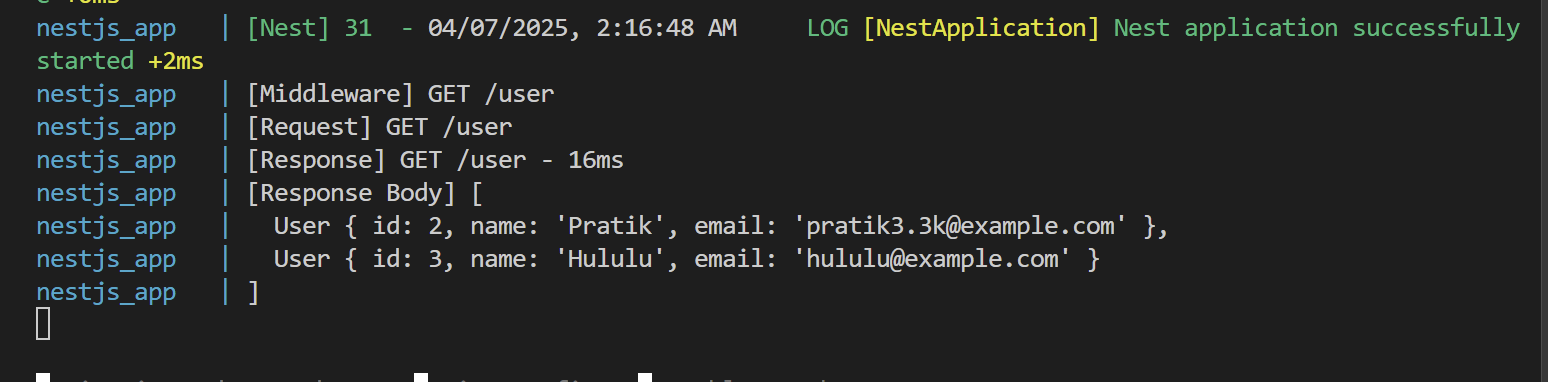 nestjs_app   | [Nest] 31  - 04/07/2025, 2:16:48 AM     LOG [NestApplication] Nest application successfully
started +2ms
nestjs_app   | [Middleware] GET /user
nestjs_app   | [Request] GET /user
nestjs_app   | [Response] GET /user - 16ms
nestjs_app   | [Response Body] [
nestjs_app   |   User { id: 2, name: 'Pratik', email: 'pratik3.3k@example.com' },
nestjs_app   |   User { id: 3, name: 'Hululu', email: 'hululu@example.com' }
nestjs_app   | ]